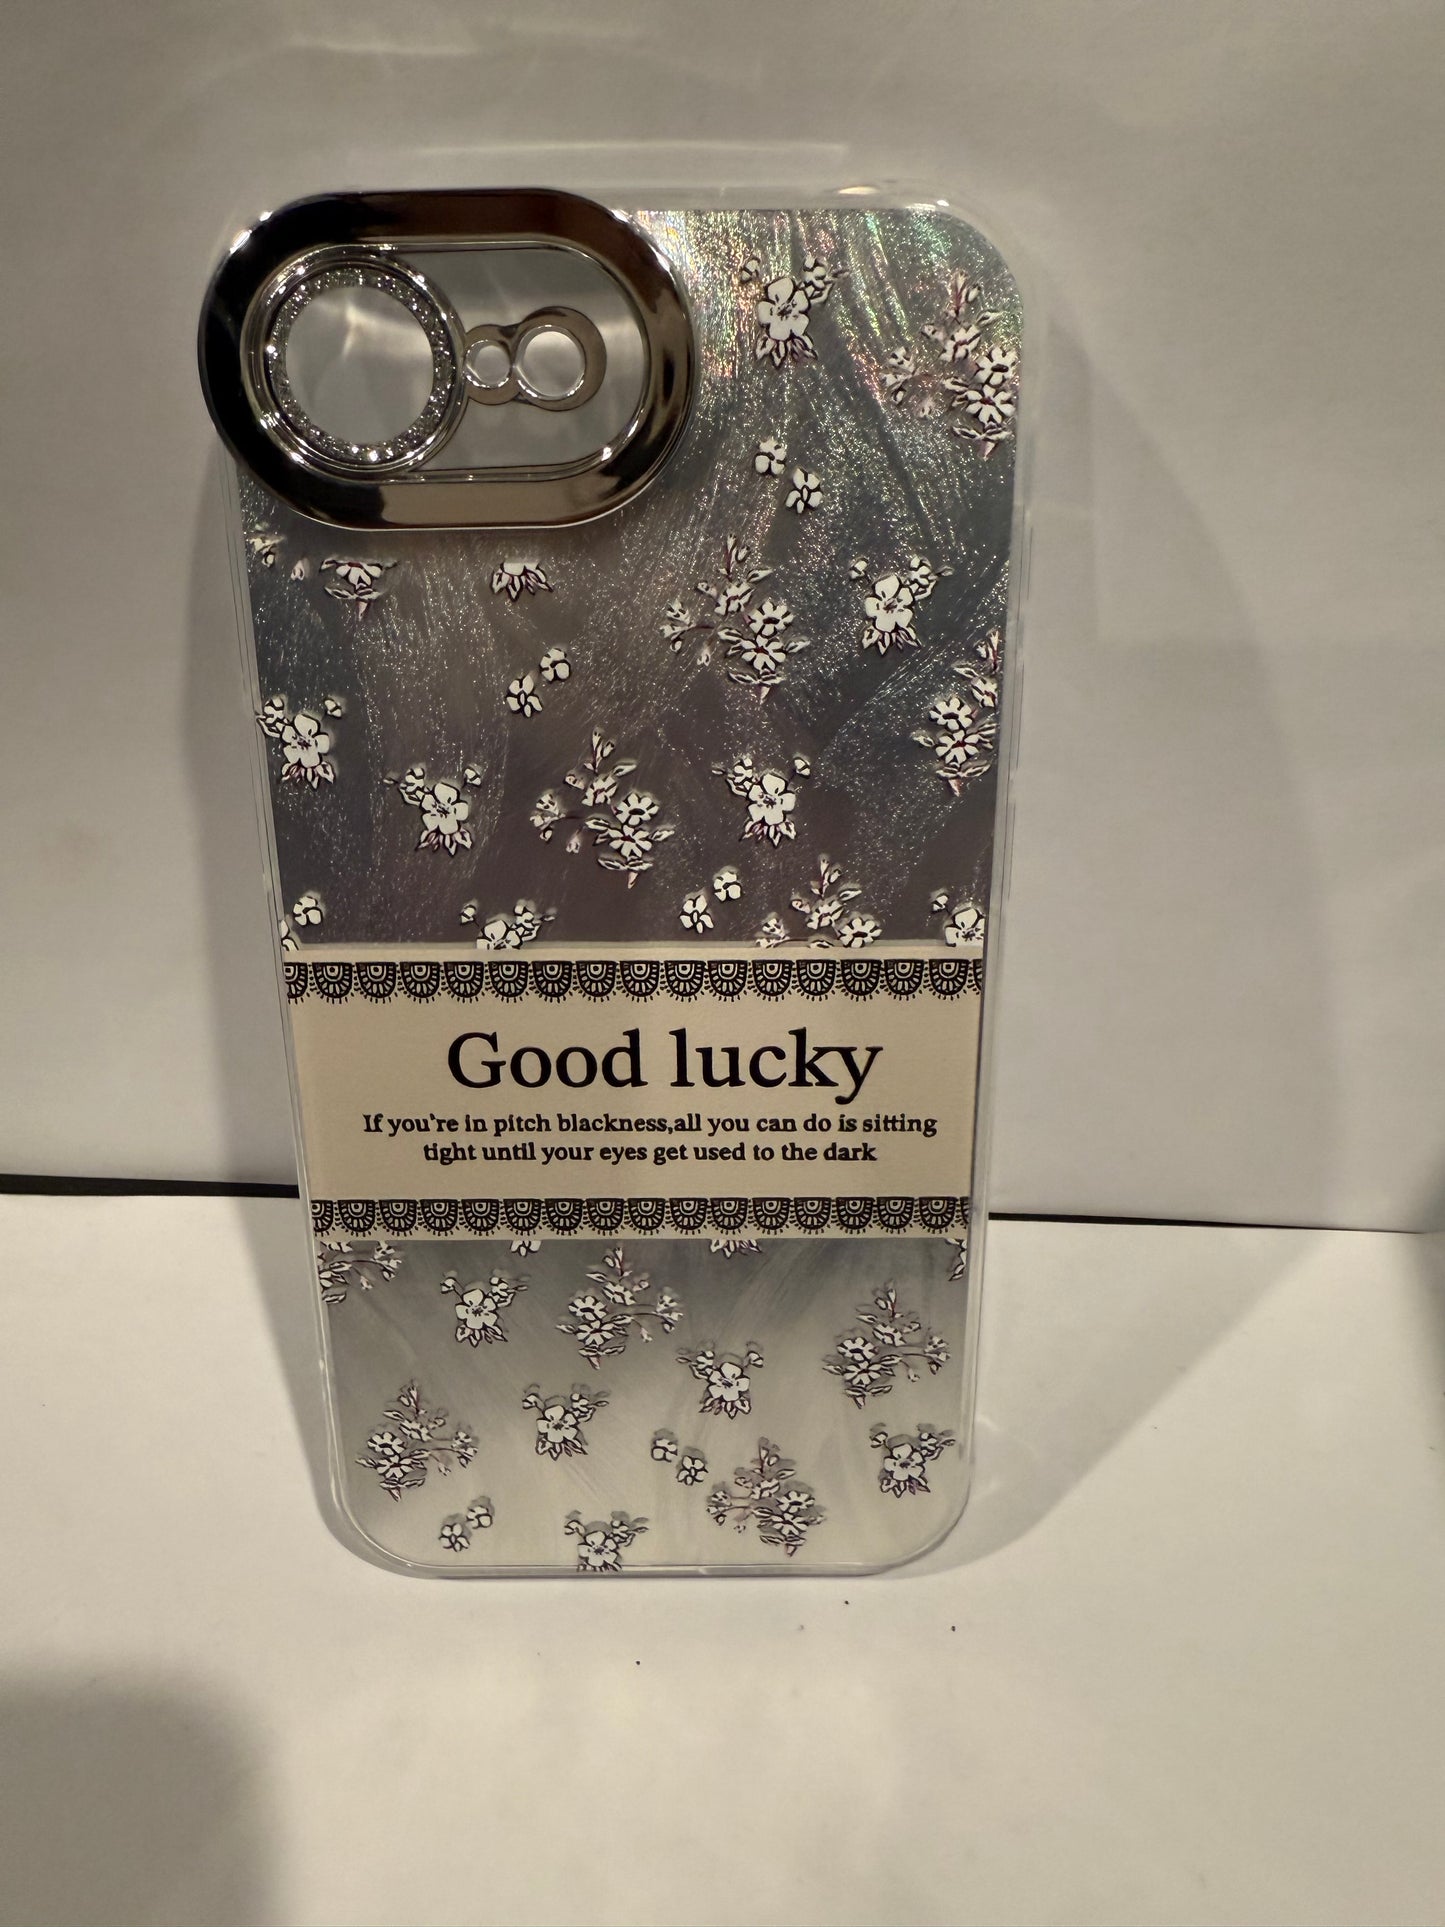 Good lucky
If you're in pitch blackness,all you can do is sitting
tight until your eyes get used to the dark